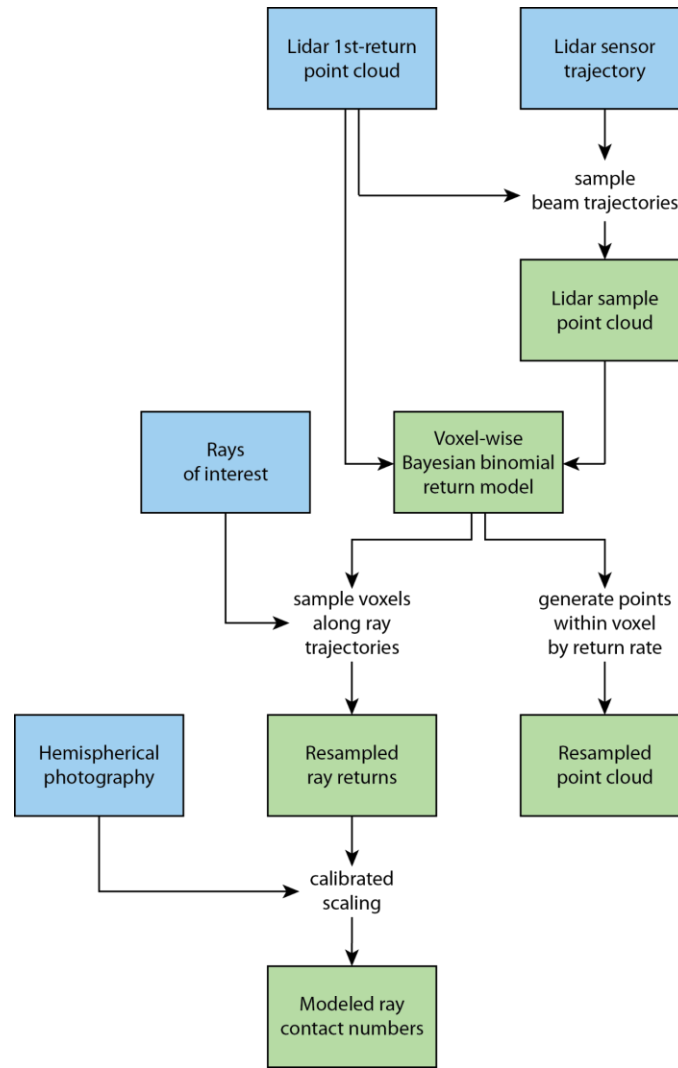 Lidar 1st-return
point cloud
Lidar sensor
trajectory
sample
beam trajectories
Lidar sample
point cloud
Rays
of interest
Voxel-wise
Bayesian binomial
return model
sample voxels
along ray
trajectories
generate points
within voxel
by return rate
Hemispherical
photography
Resampled
ray returns
Resampled
point cloud
calibrated
scaling
Modeled ray
contact numbers